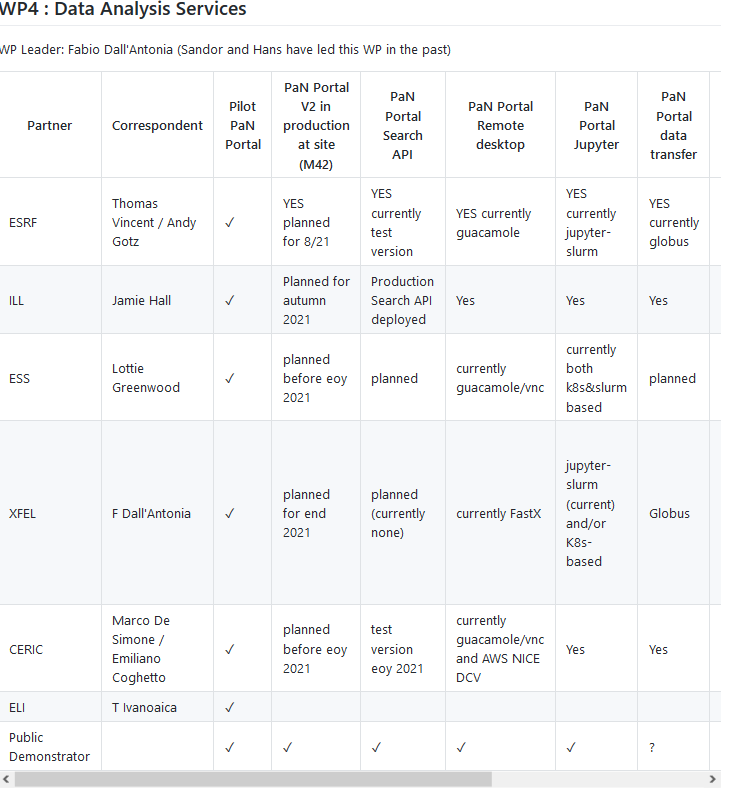 WP4 : Data Analysis Services
WP Leader: Fabio Dall'Antonia (Sandor and Hans have led this WP in the past)
Partner
Correspondent
Pilot
PaN
Portal
PaN Portal
V2 in
production
at site
(M42)
PaN
Portal
Search
API
PaN Portal
Remote
desktop
PaN
Portal
Jupyter
PaN
Portal
data
transfer
ESRF
Thomas
Vincent / Andy
Gotz
✓
YES
planned
for 8/21
YES
currently
test
version
YES currently
guacamole
YES
currently
jupyter-
slurm
YES
currently
globus
ILL
Jamie Hall
✓
Planned for
autumn
2021
Production
Search API
deployed
Yes
Yes
Yes
ESS
Lottie
Greenwood
✓
planned
before eoy
2021
planned
currently
guacamole/vnc
currently
both
k8s&slurm
based
planned
XFEL
F Dall'Antonia
✓
planned
for end
2021
planned
(currently
none)
currently FastX
jupyter-
slurm
(current)
and/or
K8s-
based
Globus
CERIC
Marco De
Simone /
Emiliano
Coghetto
✓
planned
before eoy
2021
test
version
eoy 2021
currently
guacamole/vnc
and AWS NICE
DCV
Yes
Yes
ELI
T Ivanoaica
✓
Public
Demonstrator
✓
✓
✓
✓
✓
?